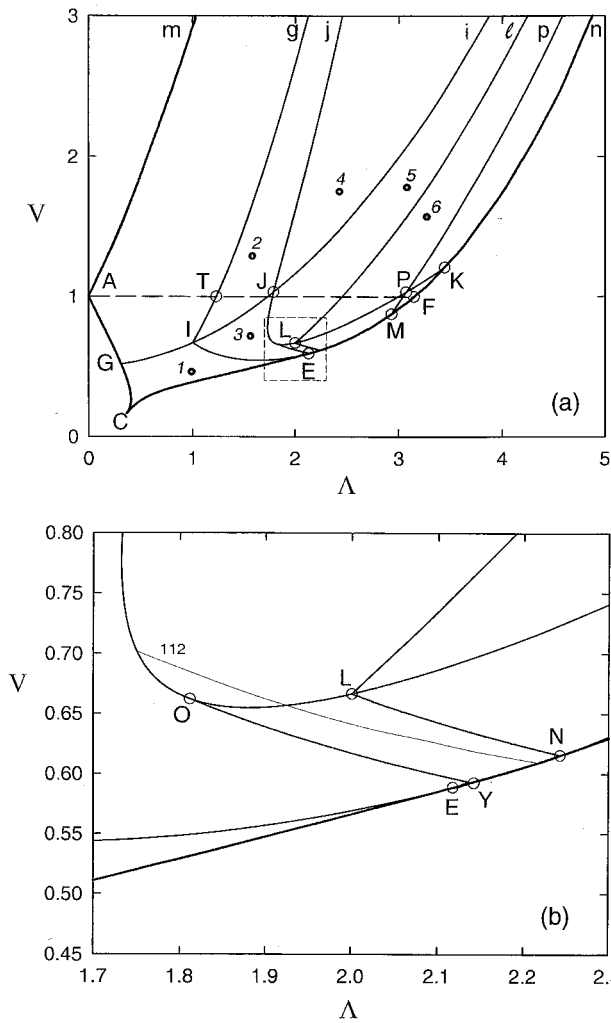 3
m g j i ℓ p n
4 5
2
6
2
V
A T J P K
1
F
I L M
3
G E
1
C (a)
0
0 1 2 3 4 5
Λ
0.80
0.75
112
0.70
L
V
0.65
O N
0.60
E Y
0.55
0.50 (b)
0.45
1.7 1.8 1.9 2.0 2.1 2.2 2.
Λ